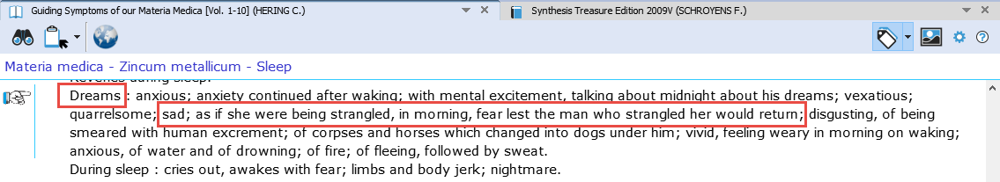 Guiding Symptoms of our Materia Medica [Vol. 1-10] (HERING C.)
Synthesis Treasure Edition 2009V (SCHROYENS F.)
Materia medica - Zincum metallicum - Sleep
Reveries during sleep.
Dreams : anxious; anxiety continued after waking; with mental excitement, talking about midnight about his dreams; vexatious;
quarrelsome; sad; as if she were being strangled, in morning, fear lest the man who strangled her would return; disgusting, of being
smeared with human excrement; of corpses and horses which changed into dogs under him; vivid, feeling weary in morning on waking;
anxious, of water and of drowning; of fire; of fleeing, followed by sweat.
During sleep : cries out, awakes with fear; limbs and body jerk; nightmare.